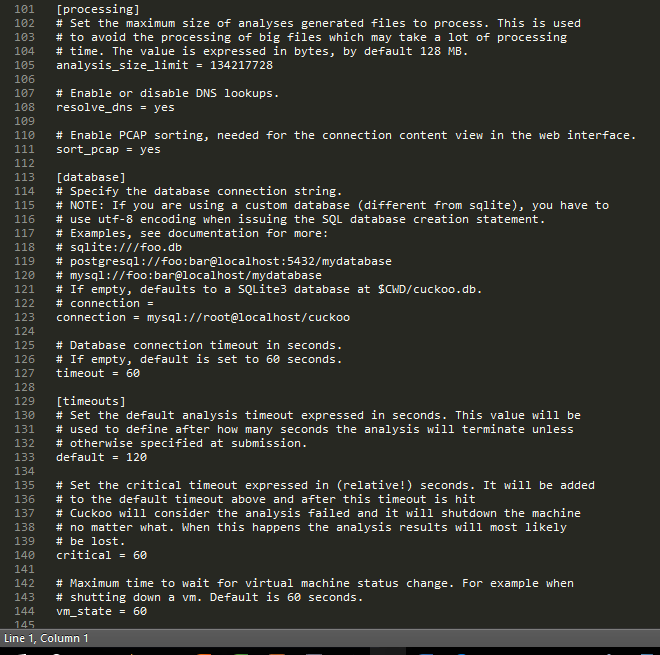 101 [processing]
102 # Set the maximum size of analyses generated files to process. This is used
103 # to avoid the processing of big files which may take a lot of processing
104 # time. The value is expressed in bytes, by default 128 MB.
105 analysis_size_limit = 134217728
106
107 # Enable or disable DNS lookups.
108 resolve_dns = yes
109
110 # Enable PCAP sorting, needed for the connection content view in the web interface.
111 sort_pcap = yes
112
113 [database]
114 # Specify the database connection string.
115 # NOTE: If you are using a custom database (different from sqlite), you have to
116 # use utf-8 encoding when issuing the SQL database creation statement.
117 # Examples, see documentation for more:
118 # sqlite:///foo.db
119 # postgresql://foo:bar@localhost:5432/mydatabase
120 # mysql://foo:bar@localhost/mydatabase
121 # If empty, defaults to a SQLite3 database at $CWD/cuckoo.db.
122 # connection =
123 connection = mysql://root@localhost/cuckoo
124
125 # Database connection timeout in seconds.
126 # If empty, default is set to 60 seconds.
127 timeout = 60
128
129 [timeouts]
130 # Set the default analysis timeout expressed in seconds. This value will be
131 # used to define after how many seconds the analysis will terminate unless
132 # otherwise specified at submission.
133 default = 120
134
135 # Set the critical timeout expressed in (relative!) seconds. It will be added
136 # to the default timeout above and after this timeout is hit
137 # Cuckoo will consider the analysis failed and it will shutdown the machine
138 # no matter what. When this happens the analysis results will most likely
139 # be lost.
140 critical = 60
141
142 # Maximum time to wait for virtual machine status change. For example when
143 # shutting down a vm. Default is 60 seconds.
144 vm_state = 60
145
Line 1, Column 1